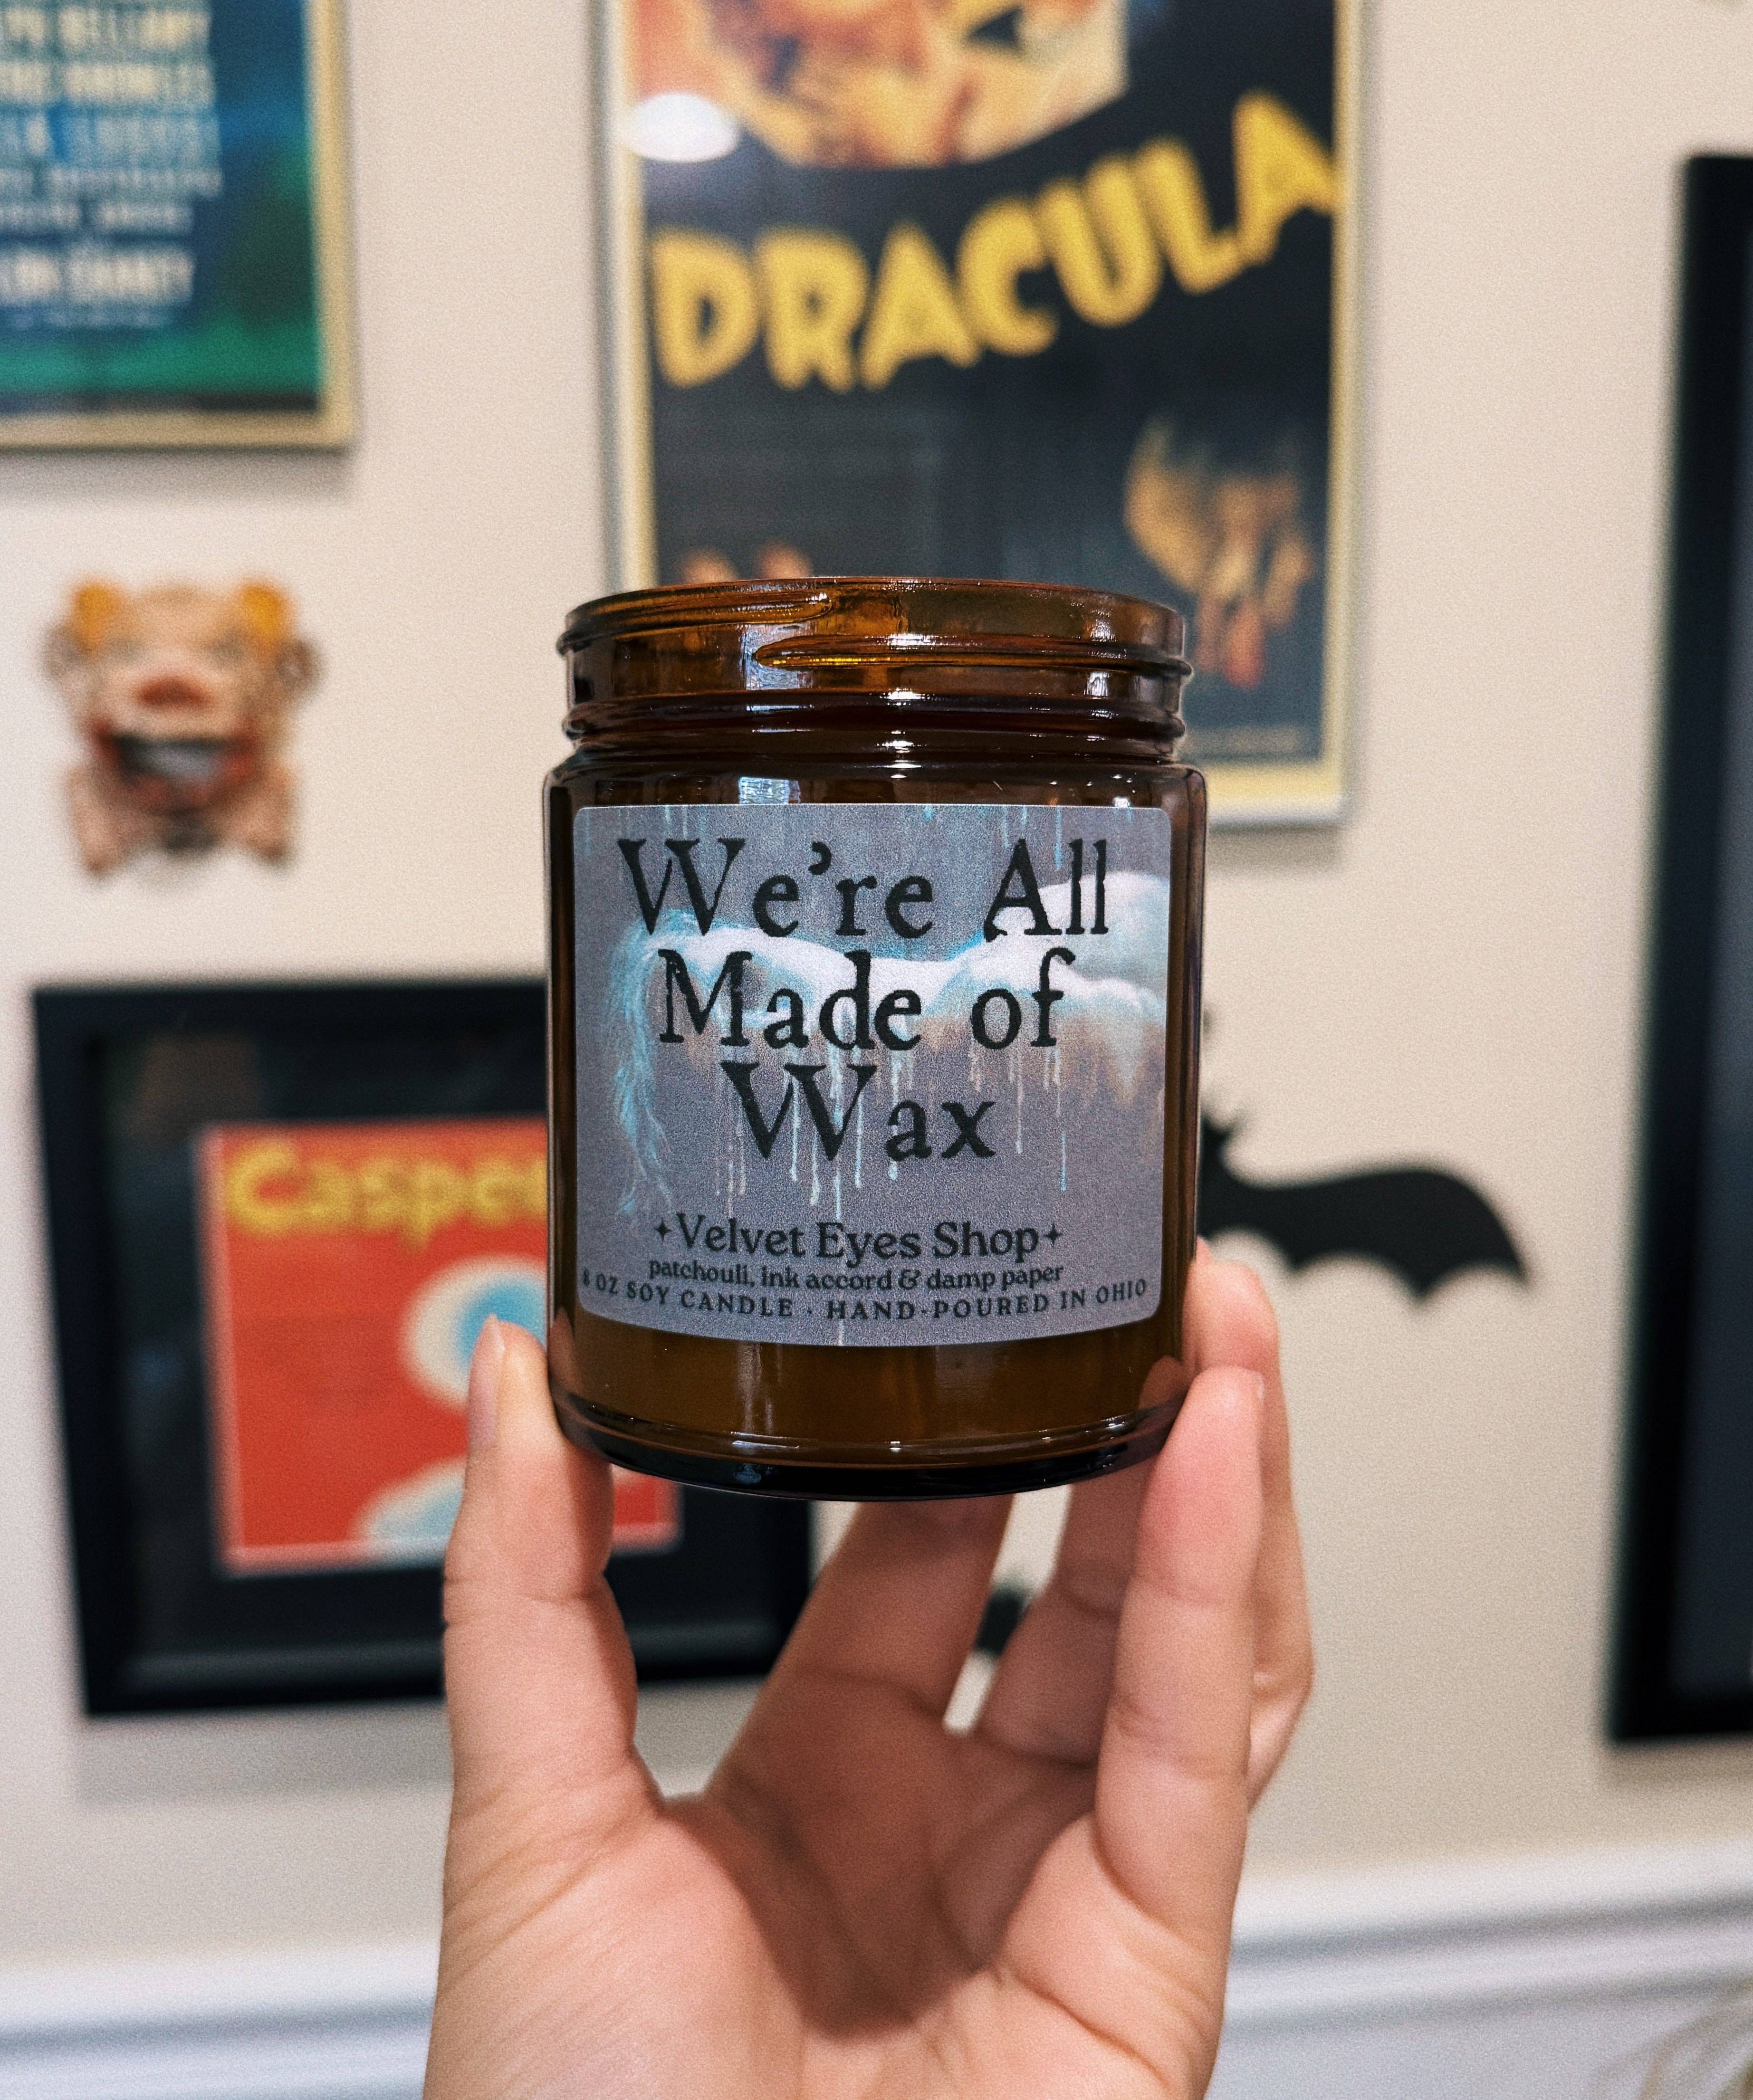 DRACULA
We're All
Made of
Wax
Velvet Eyes Shop
patchouli, ink accord & damp paper
8 OZ SOY CANDLE · HAND-POURED IN OHIO
Casper